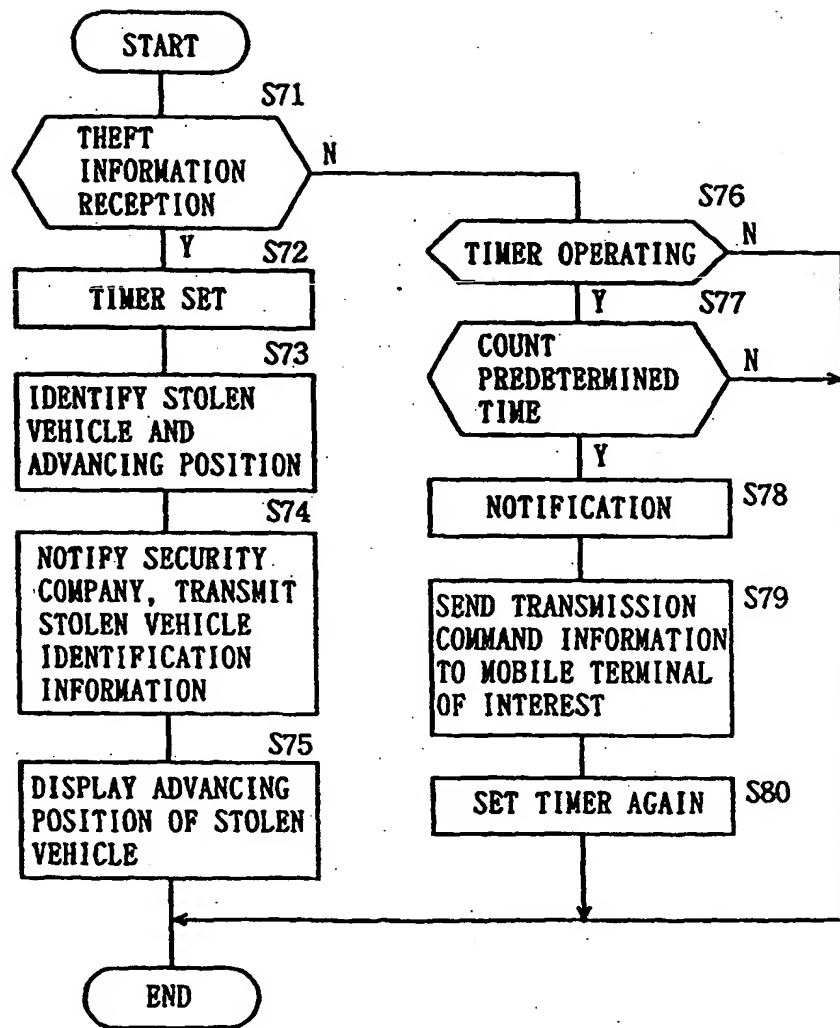 START
S71
THEFT
INFORMATION
RECEPTION
N
Y
S72
TIMER SET
S73
IDENTIFY STOLEN
VEHICLE AND
ADVANCING POSITION
S74
NOTIFY SECURITY
COMPANY, TRANSMIT
STOLEN VEHICLE
IDENTIFICATION
INFORMATION
S75
DISPLAY ADVANCING
POSITION OF STOLEN
VEHICLE
END
S76
TIMER OPERATING
N
Y
S77
COUNT
PREDETERMINED
TIME
N
Y
S78
NOTIFICATION
S79
SEND TRANSMISSION
COMMAND INFORMATION
TO MOBILE TERMINAL
OF INTEREST
S80
SET TIMER AGAIN